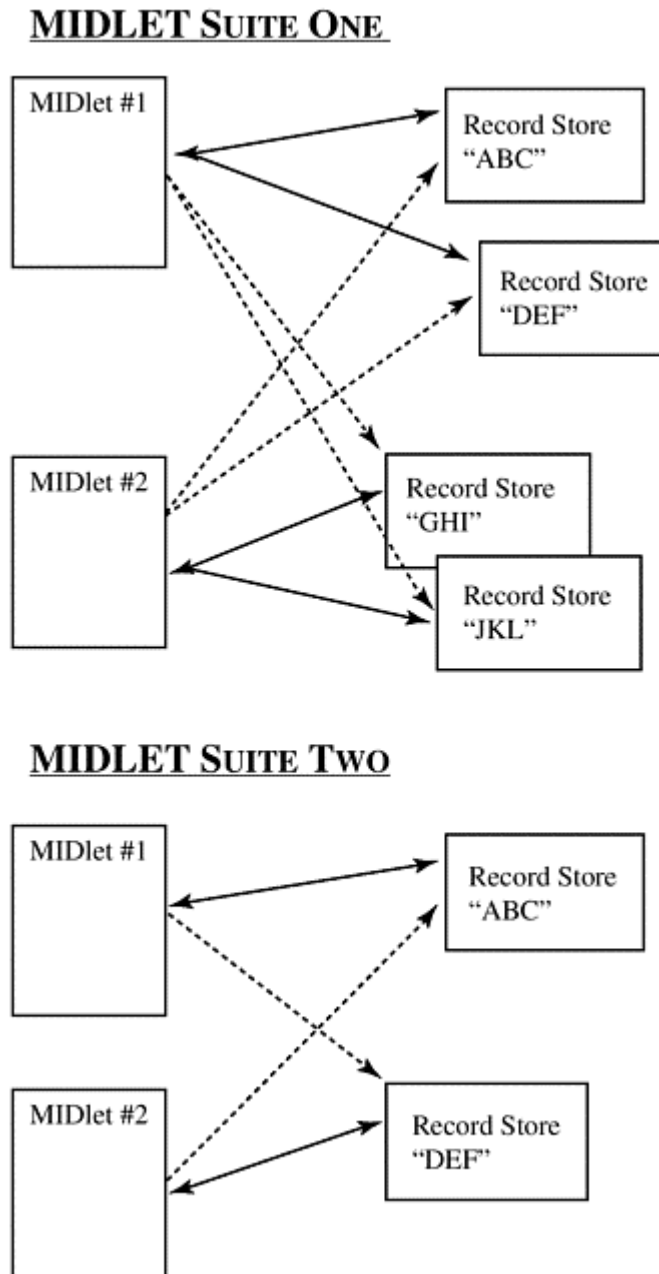 MIDLET SUITE ONE
MIDlet #1
Record Store
“ABC”
Record Store
“DEF”
MIDlet #2
Record Store
“GHI”
Record Store
“JKL”
MIDLET SUITE TWO
MIDlet #1
Record Store
“ABC”
MIDlet #2
Record Store
“DEF”